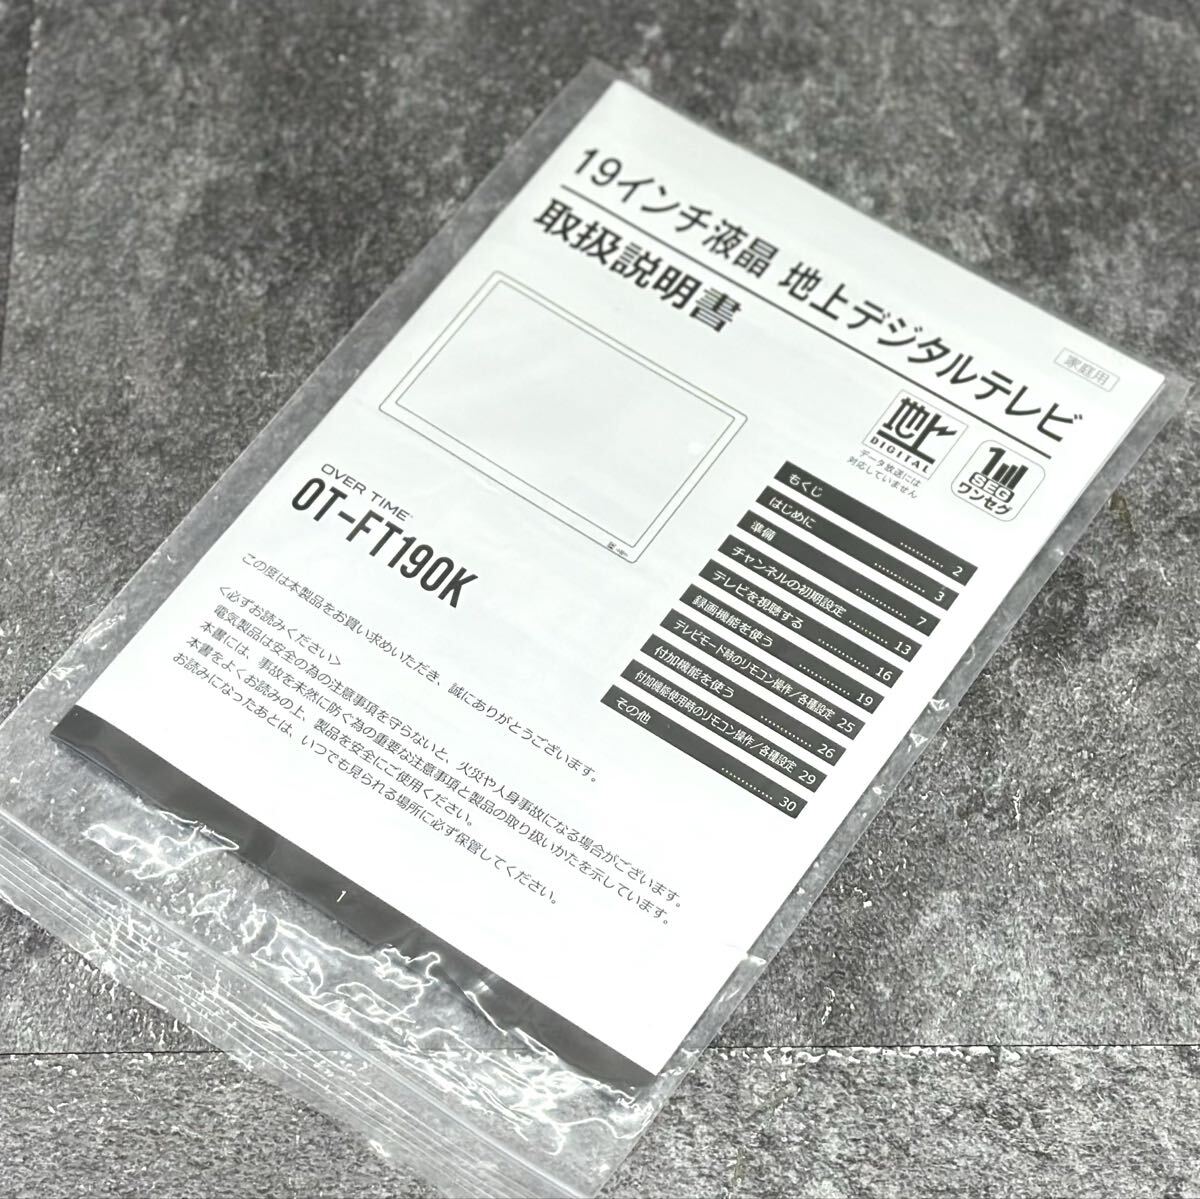 19インチ液晶 地上デジタルテレビ
取扱説明書
家庭用
地上
DIGITAL
データ放送には
対応していません
1SEG
ワンセグ
OVER TIME
OT-FT190K
もくじ
はじめに ………… 2
準備 ………… 3
チャンネルの初期設定 ………… 7
テレビを視聴する ………… 13
録画機能を使う ………… 16
テレビモード時のリモコン操作/各種設定 19
付加機能を使う ………… 25
付加機能使用時のリモコン操作/各種設定 26
その他 ………… 29
………… 30
この度は本製品をお買い求めいただき、誠にありがとうございます。
<必ずお読みください>
電気製品は安全の為の注意事項を守らないと、火災や人身事故になる場合がございます。
本書には、事故を未然に防ぐ為の重要な注意事項と製品の取り扱いかたを示しています。
本書をよくお読みの上、製品を安全にご使用ください。
お読みになったあとは、いつでも見られる場所に必ず保管してください。
1